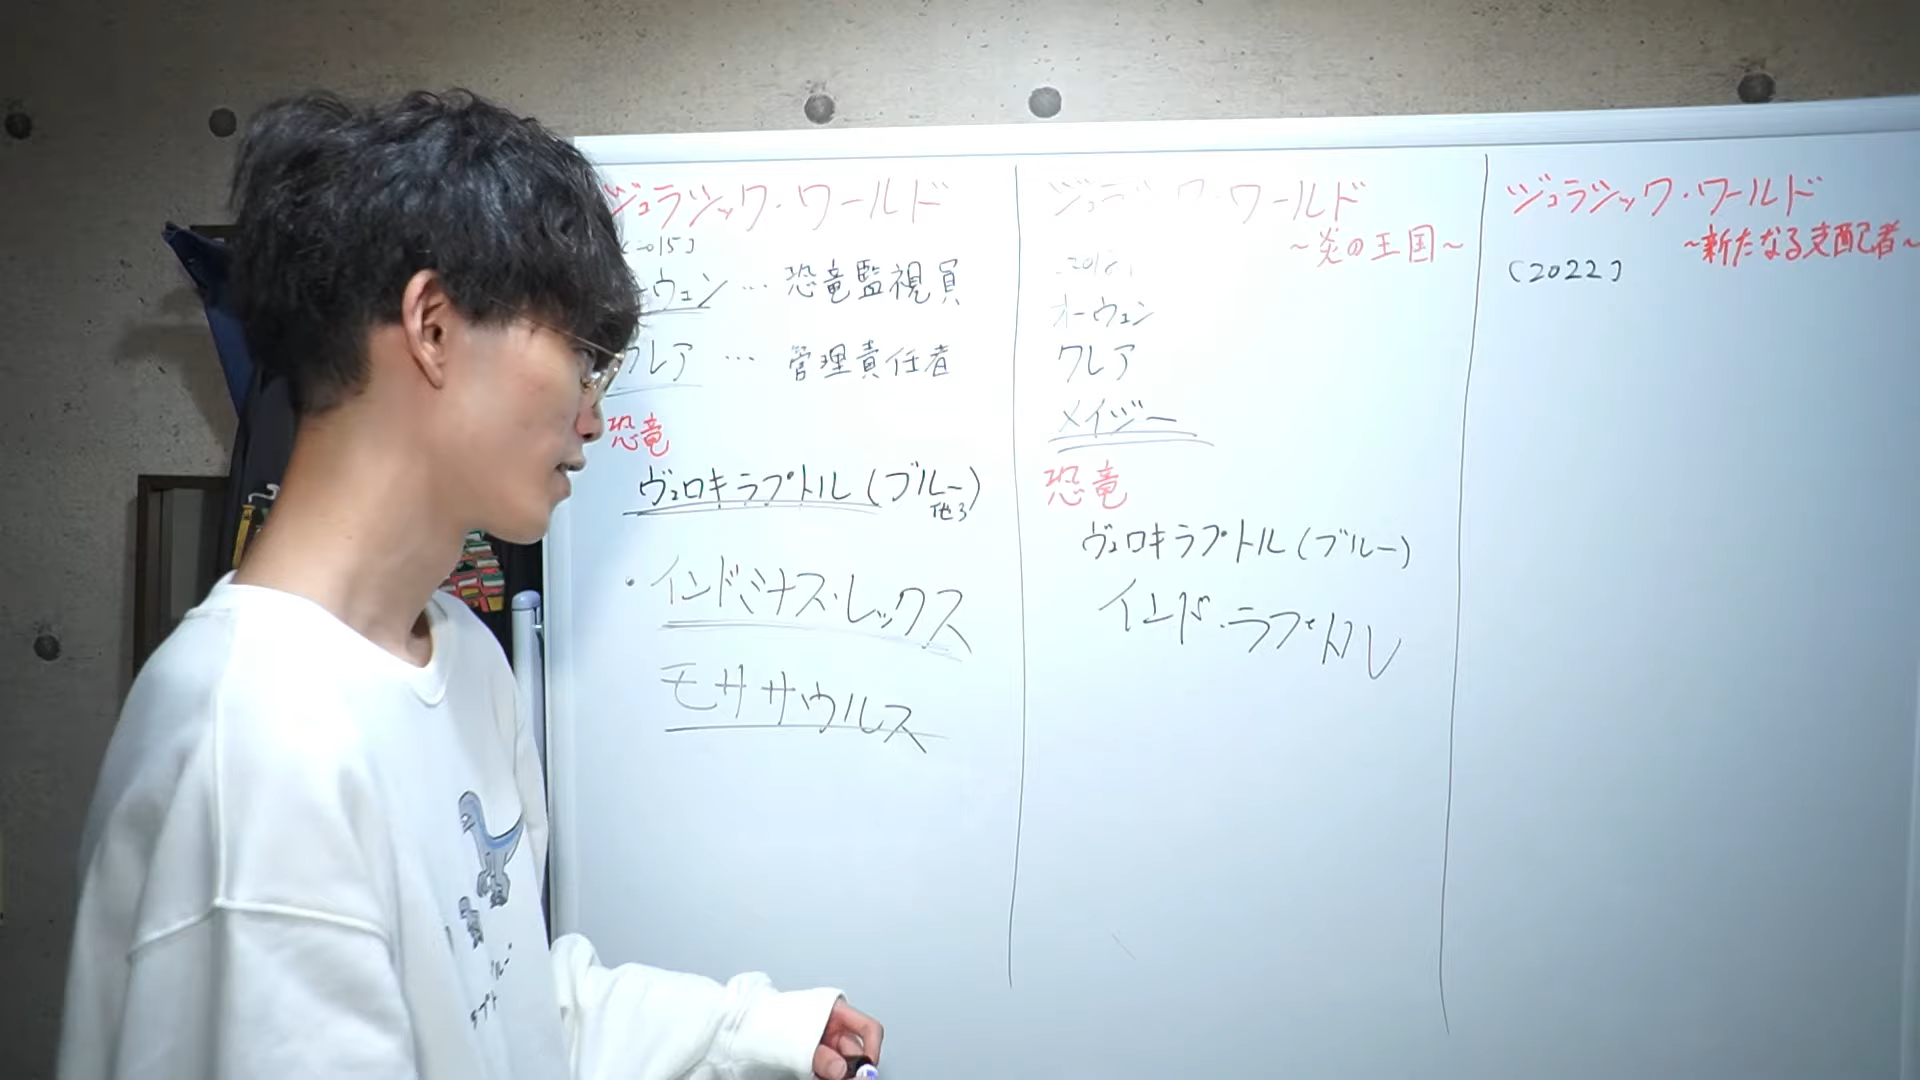 ジュラシック・ワールド
ウェン … 恐竜監視員
クレア … 管理責任者
恐竜
ヴェロキラプトル (ブルー)
他3
・インドミナス・レックス
モササウルス
ワールド
~炎の王国~
オーウェン
クレア
メイジー
恐竜
ヴェロキラプトル (ブルー)
インド・ラプトル
ジュラシック・ワールド
~新たなる支配者~
(2022)